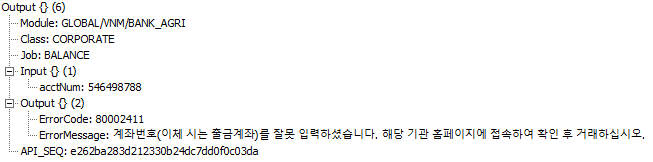 Output {} (6)
Module: GLOBAL/VNM/BANK_AGRI
Class: CORPORATE
Job: BALANCE
Input {} (1)
acctNum: 546498788
Output {} (2)
ErrorCode: 80002411
ErrorMessage: 계좌번호(이체 시는 출금계좌)를 잘못 입력하셨습니다. 해당 기관 홈페이지에 접속하여 확인 후 거래하십시오.
API_SEQ: e262ba283d212330b24dc7dd0f0c03da